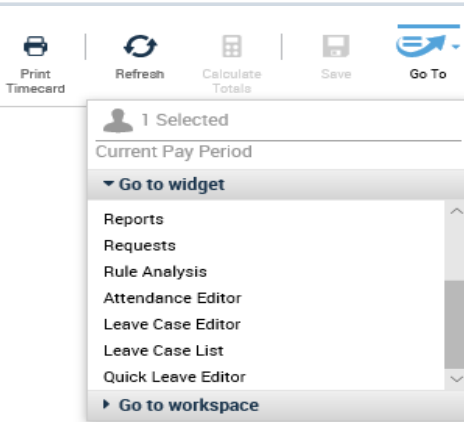 Print
Timecard
Refresh
Calculate
Totals
Save
Go To
1 Selected
Current Pay Period
Go to widget
Reports
Requests
Rule Analysis
Attendance Editor
Leave Case Editor
Leave Case List
Quick Leave Editor
Go to workspace